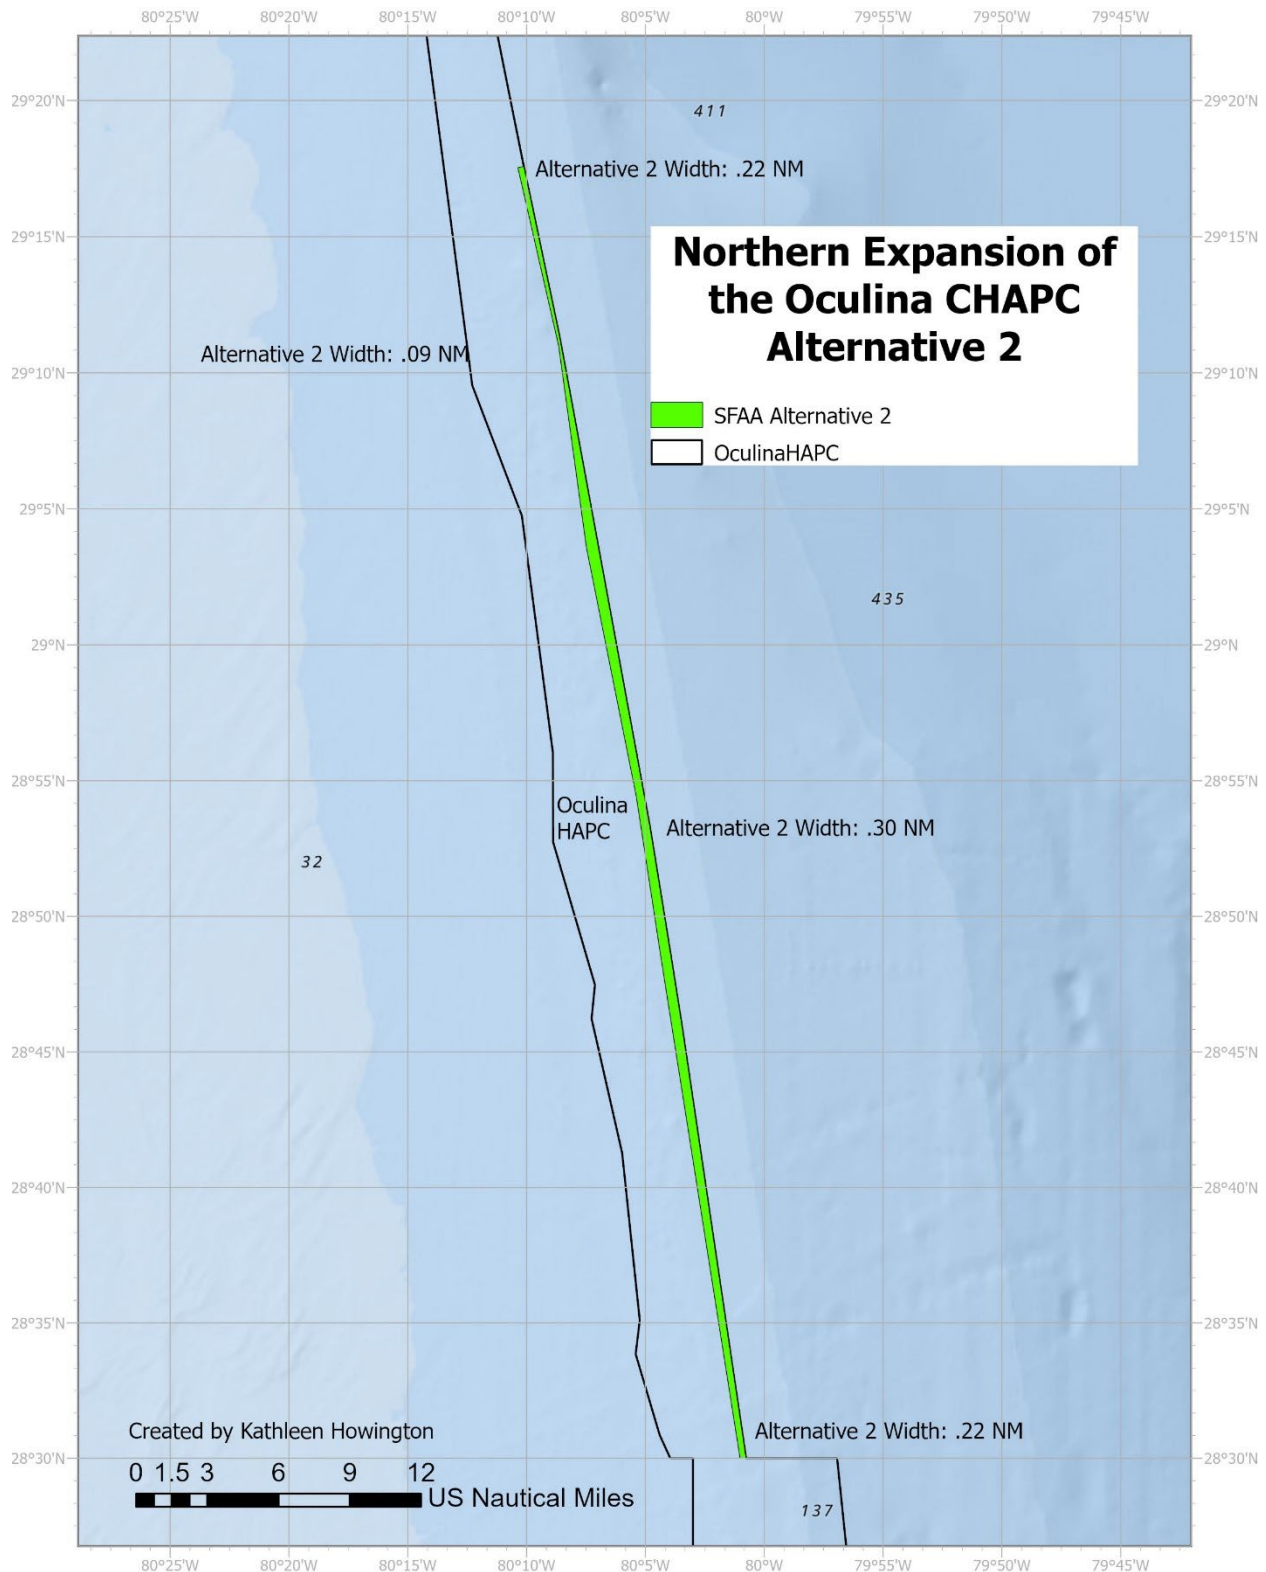 80°25'W 80°20'W 80°15'W 80°10'W 80°5'W 80°W 79°55'W 79°50'W 79°45'W
29°20'N 29°20'N
411
Alternative 2 Width: .22 NM
29°15'N 29°15'N
Northern Expansion of
the Oculina CHAPC
Alternative 2
Alternative 2 Width: .09 NM
29°10'N 29°10'N
SFAA Alternative 2
OculinaHAPC
29°5'N 29°5'N
435
29°N 29°N
28°55'N 28°55'N
Oculina
HAPC
Alternative 2 Width: .30 NM
32
28°50'N 28°50'N
28°45'N 28°45'N
28°40'N 28°40'N
28°35'N 28°35'N
Created by Kathleen Howington
Alternative 2 Width: .22 NM
28°30'N 28°30'N
0 1.5 3 6 9 12
US Nautical Miles
137
80°25'W 80°20'W 80°15'W 80°10'W 80°5'W 80°W 79°55'W 79°50'W 79°45'W